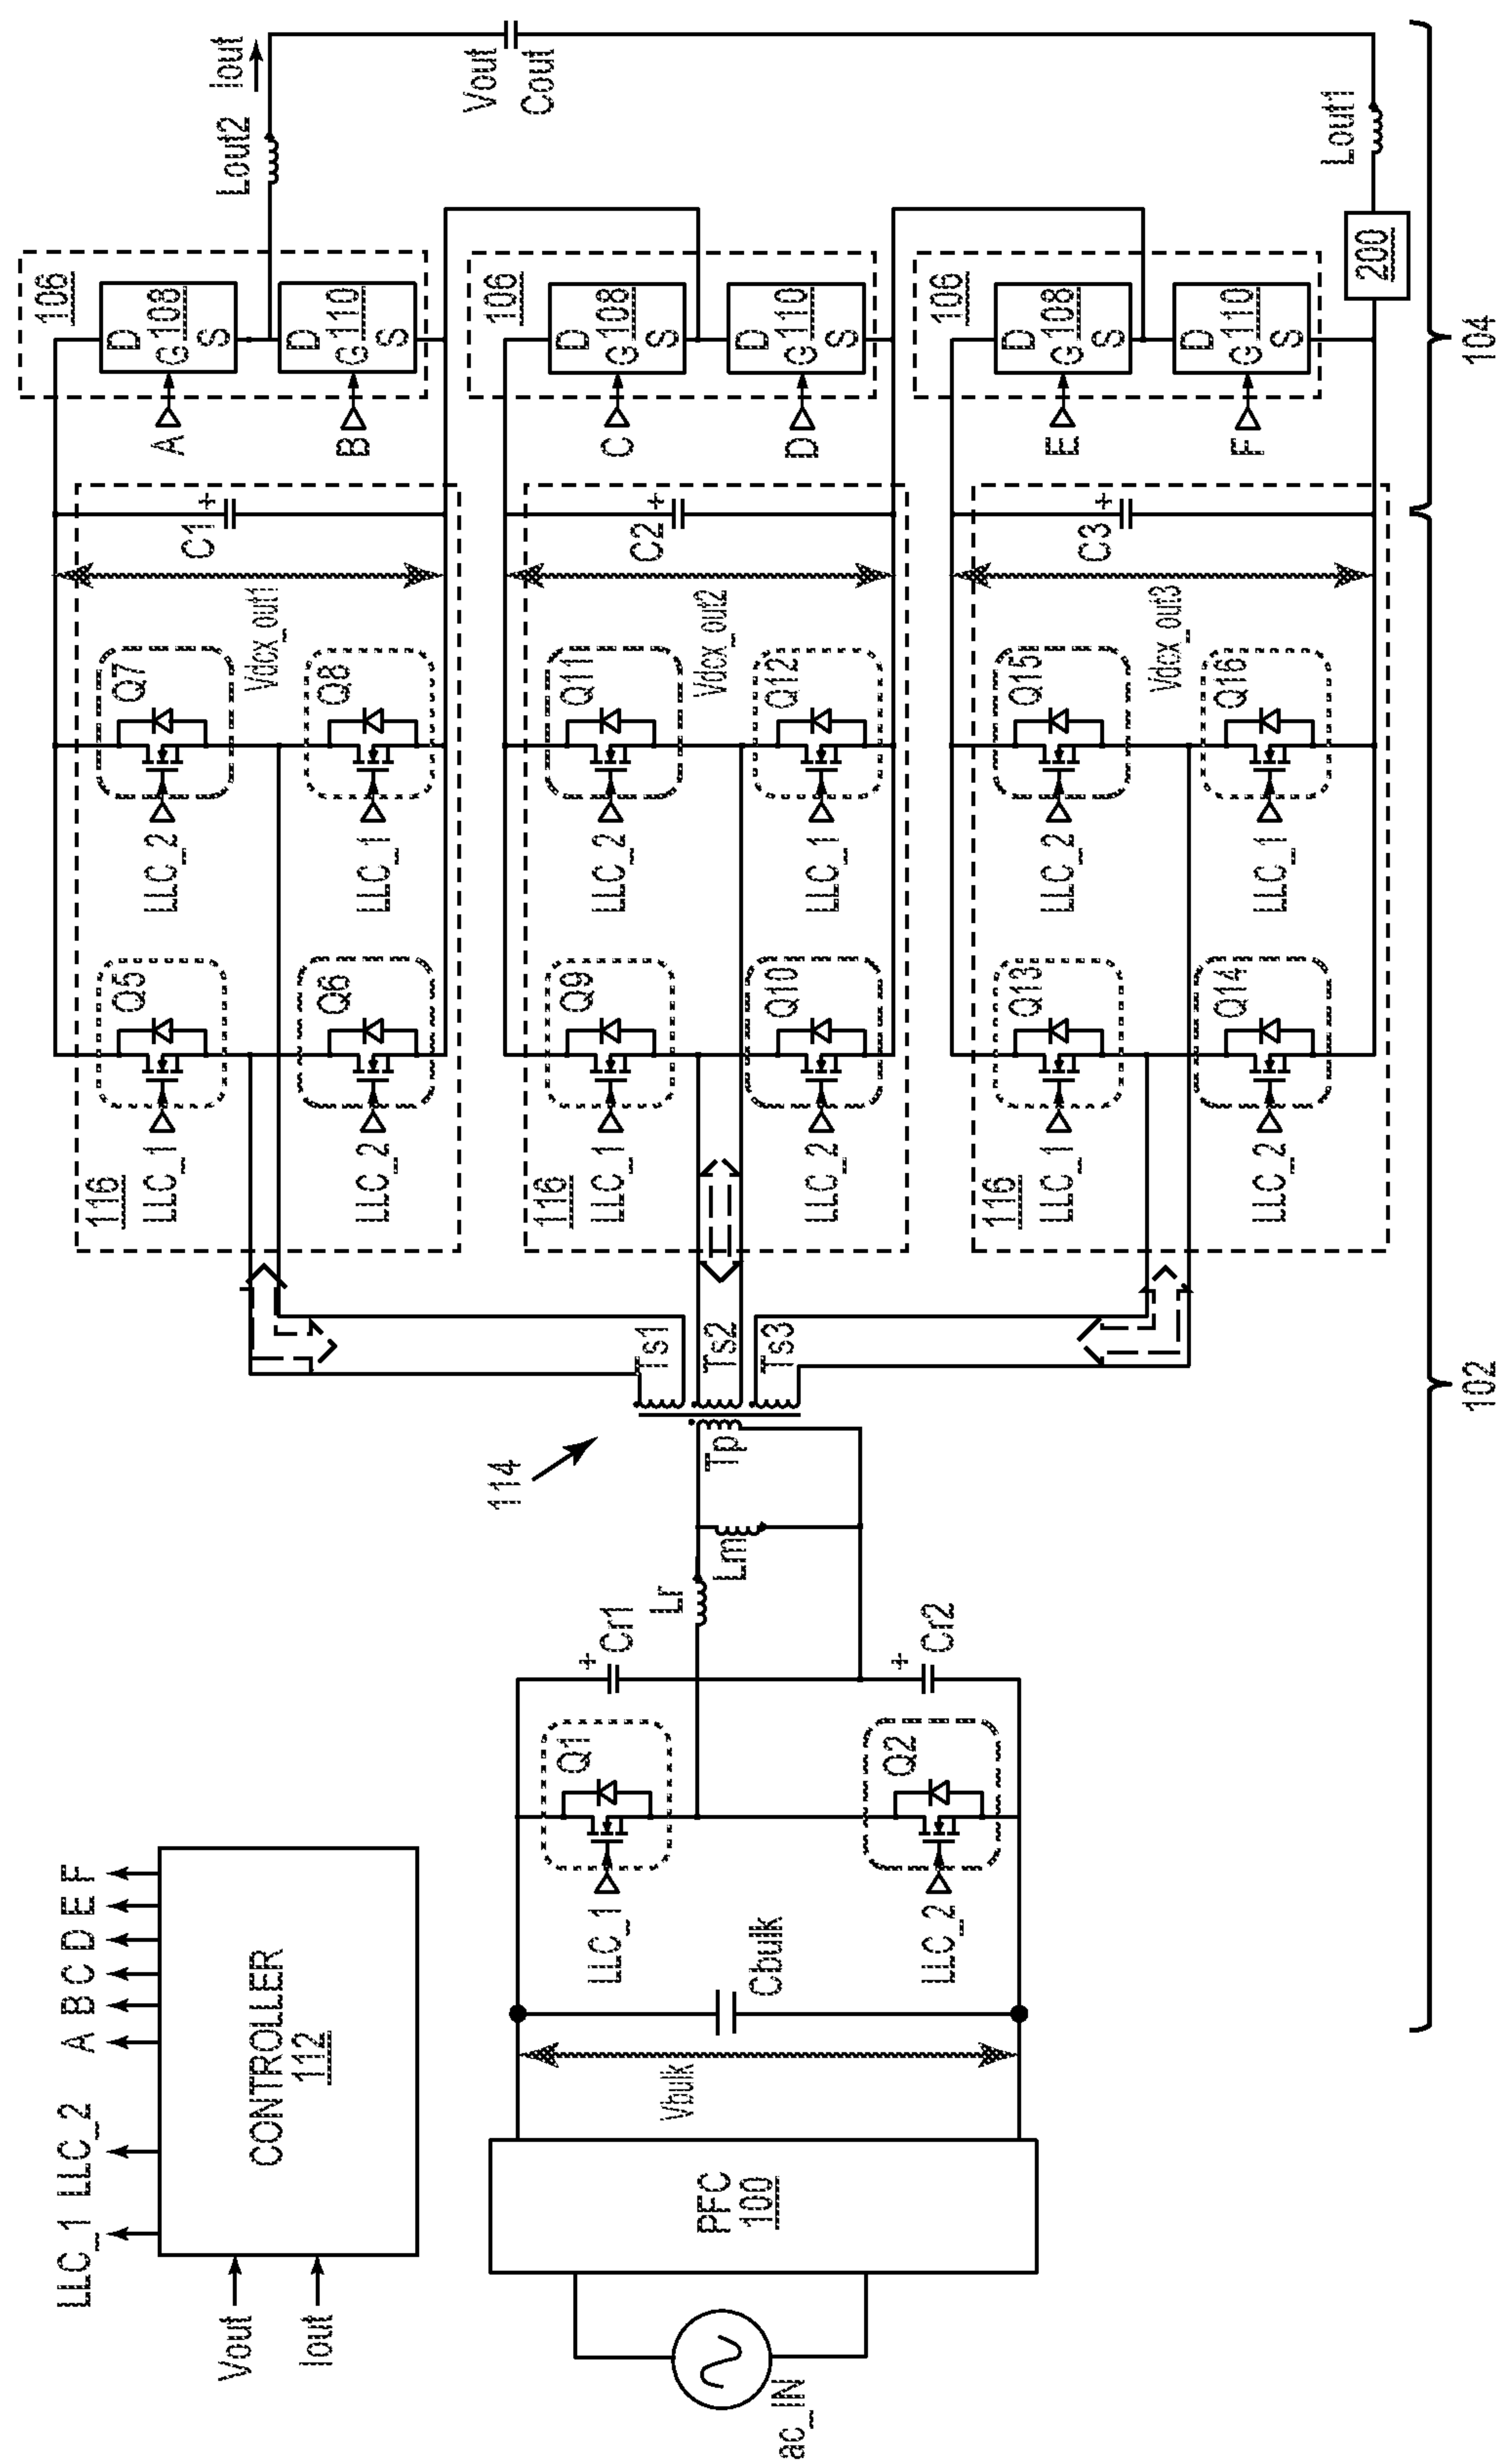 LLC_1 LLC_2 A B C D E F
Vout
Iout
CONTROLLER
112
ac_IN
PFC
100
Vbulk
Cbulk
LLC_1
Q1
LLC_2
Q2
+
Cr1
+
Cr2
Lr
Lm
114
Tp
Ts1
Ts2
Ts3
116
LLC_1
Q5
LLC_2
Q6
LLC_2
Q7
LLC_1
Q8
Vdcx_out1
C1
+
116
LLC_1
Q9
LLC_2
Q10
LLC_2
Q11
LLC_1
Q12
Vdcx_out2
C2
+
116
LLC_1
Q13
LLC_2
Q14
LLC_2
Q15
LLC_1
Q16
Vdcx_out3
C3
+
106
A
D
G 108
S
B
D
G 110
S
106
C
D
G 108
S
D
D
G 110
S
106
E
D
G 108
S
F
D
G 110
S
Lout2
Iout
Vout
Cout
200
Lout1
102
104